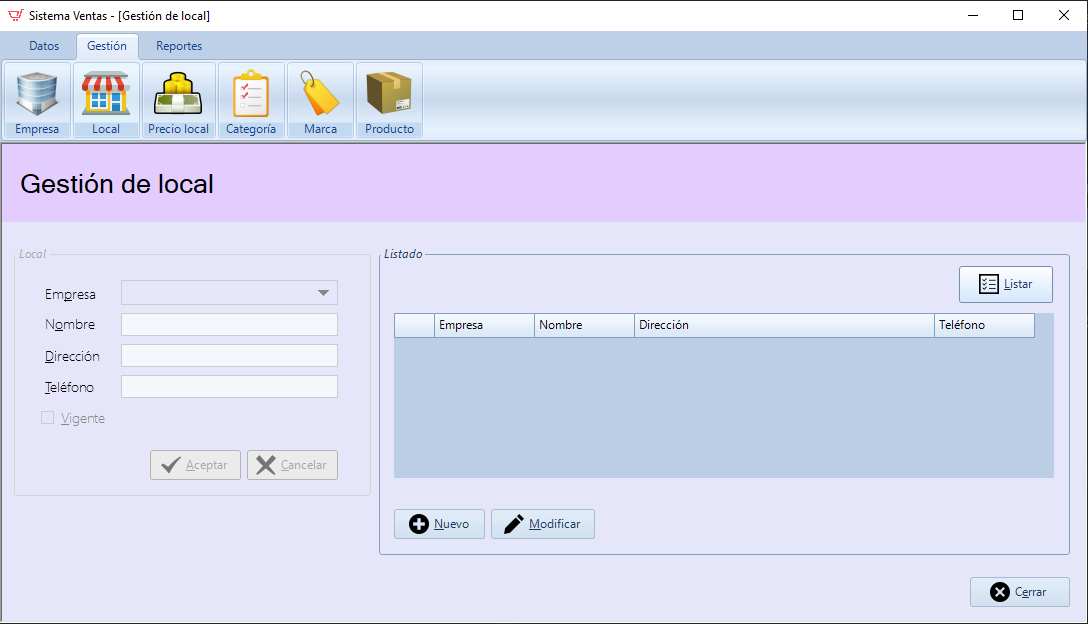 Sistema Ventas - [Gestión de local]
Datos Gestión Reportes
Empresa Local Precio local Categoría Marca Producto
Gestión de local
Local
Empresa
Nombre
Dirección
Teléfono
Vigente
Aceptar Cancelar
Listado
Listar
Empresa Nombre Dirección Teléfono
Nuevo Modificar
Cerrar